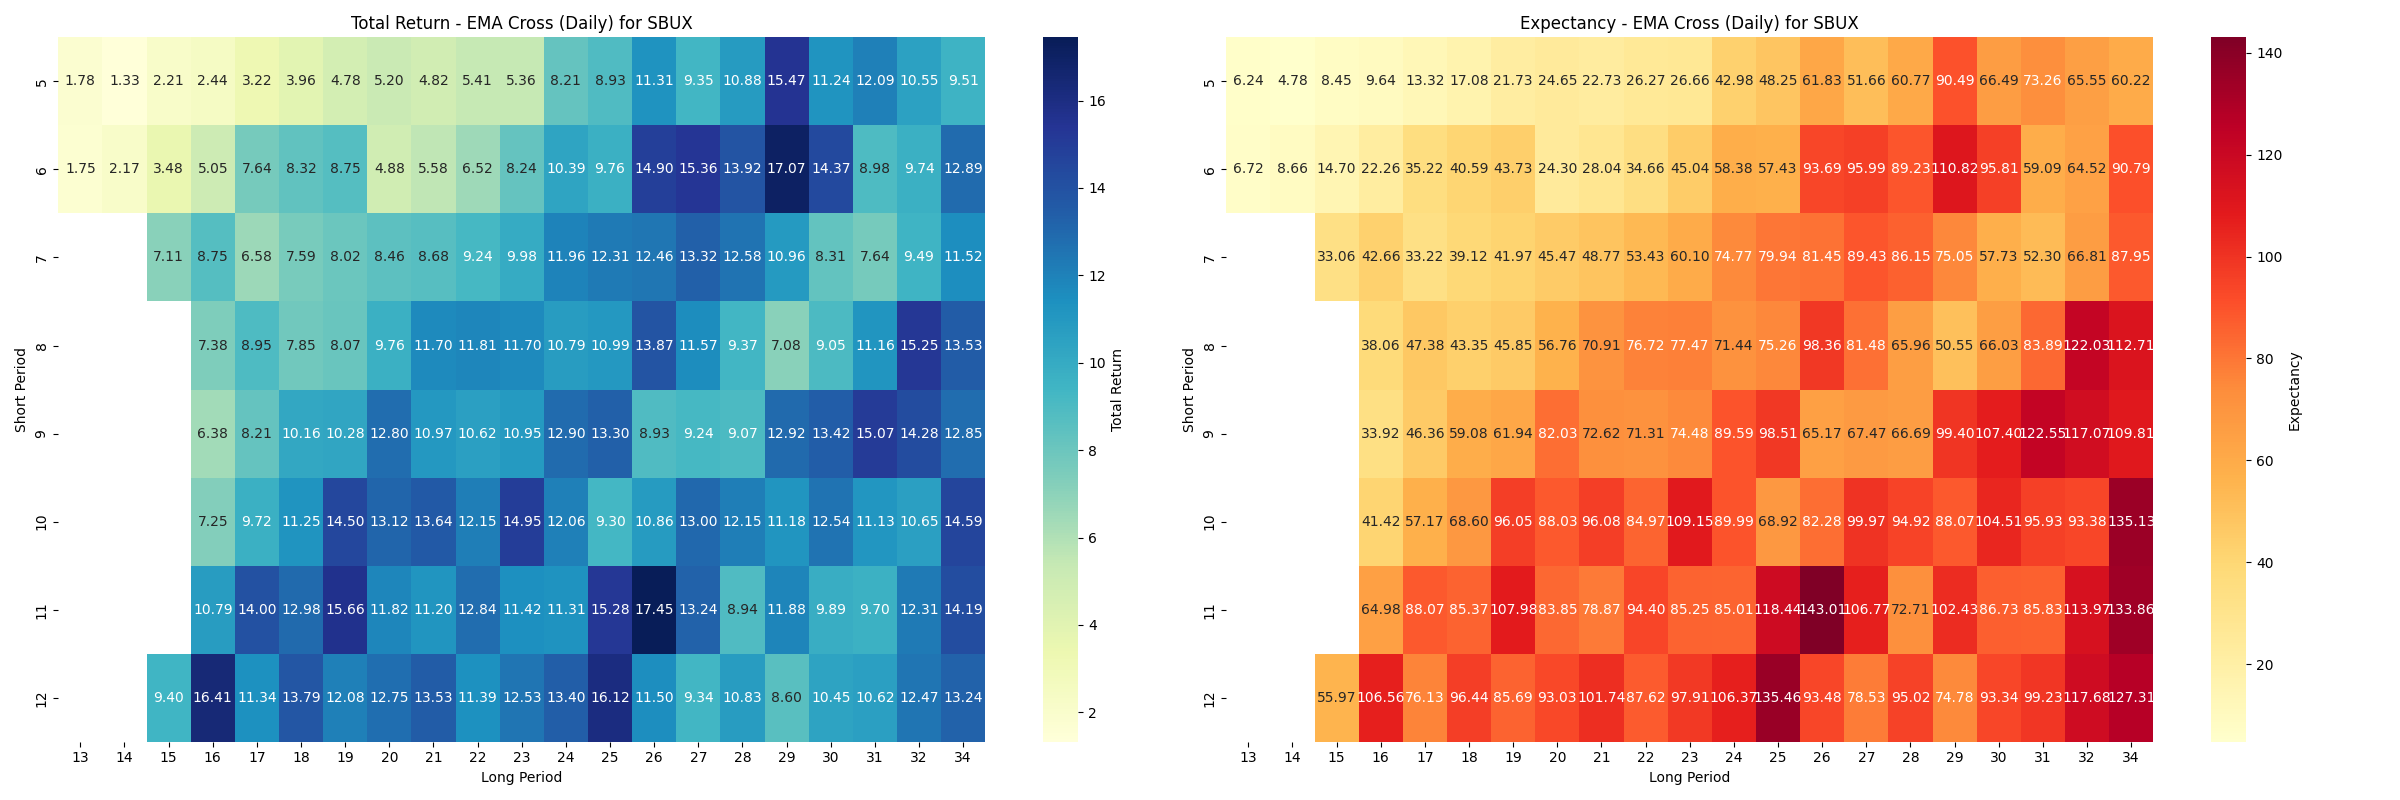 Total Return - EMA Cross (Daily) for SBUX
5 1.78 1.33 2.21 2.44 3.22 3.96 4.78 5.20 4.82 5.41 5.36 8.21 8.93 11.31 9.35 10.88 15.47 11.24 12.09 10.55 9.51
6 1.75 2.17 3.48 5.05 7.64 8.32 8.75 4.88 5.58 6.52 8.24 10.39 9.76 14.90 15.36 13.92 17.07 14.37 8.98 9.74 12.89
7 7.11 8.75 6.58 7.59 8.02 8.46 8.68 9.24 9.98 11.96 12.31 12.46 13.32 12.58 10.96 8.31 7.64 9.49 11.52
8 7.38 8.95 7.85 8.07 9.76 11.70 11.81 11.70 10.79 10.99 13.87 11.57 9.37 7.08 9.05 11.16 15.25 13.53
9 6.38 8.21 10.16 10.28 12.80 10.97 10.62 10.95 12.90 13.30 8.93 9.24 9.07 12.92 13.42 15.07 14.28 12.85
10 7.25 9.72 11.25 14.50 13.12 13.64 12.15 14.95 12.06 9.30 10.86 13.00 12.15 11.18 12.54 11.13 10.65 14.59
11 10.79 14.00 12.98 15.66 11.82 11.20 12.84 11.42 11.31 15.28 17.45 13.24 8.94 11.88 9.89 9.70 12.31 14.19
12 9.40 16.41 11.34 13.79 12.08 12.75 13.53 11.39 12.53 13.40 16.12 11.50 9.34 10.83 8.60 10.45 10.62 12.47 13.24
13 14 15 16 17 18 19 20 21 22 23 24 25 26 27 28 29 30 31 32 34
Long Period
Short Period
16
14
12
10
8
6
4
2
Total Return
Expectancy - EMA Cross (Daily) for SBUX
5 6.24 4.78 8.45 9.64 13.32 17.08 21.73 24.65 22.73 26.27 26.66 42.98 48.25 61.83 51.66 60.77 90.49 66.49 73.26 65.55 60.22
6 6.72 8.66 14.70 22.26 35.22 40.59 43.73 24.30 28.04 34.66 45.04 58.38 57.43 93.69 95.99 89.23 110.82 95.81 59.09 64.52 90.79
7 33.06 42.66 33.22 39.12 41.97 45.47 48.77 53.43 60.10 74.77 79.94 81.45 89.43 86.15 75.05 57.73 52.30 66.81 87.95
8 38.06 47.38 43.35 45.85 56.76 70.91 76.72 77.47 71.44 75.26 98.36 81.48 65.96 50.55 66.03 83.89 122.03 112.71
9 33.92 46.36 59.08 61.94 82.03 72.62 71.31 74.48 89.59 98.51 65.17 67.47 66.69 99.40 107.40 122.55 117.07 109.81
10 41.42 57.17 68.60 96.05 88.03 96.08 84.97 109.15 89.99 68.92 82.28 99.97 94.92 88.07 104.51 95.93 93.38 135.13
11 64.98 88.07 85.37 107.98 83.85 78.87 94.40 85.25 85.01 118.44 143.01 106.77 72.71 102.43 86.73 85.83 113.97 133.86
12 55.97 106.56 76.13 96.44 85.69 93.03 101.74 87.62 97.91 106.37 135.46 93.48 78.53 95.02 74.78 93.34 99.23 117.68 127.31
13 14 15 16 17 18 19 20 21 22 23 24 25 26 27 28 29 30 31 32 34
Long Period
Short Period
140
120
100
80
60
40
20
Expectancy